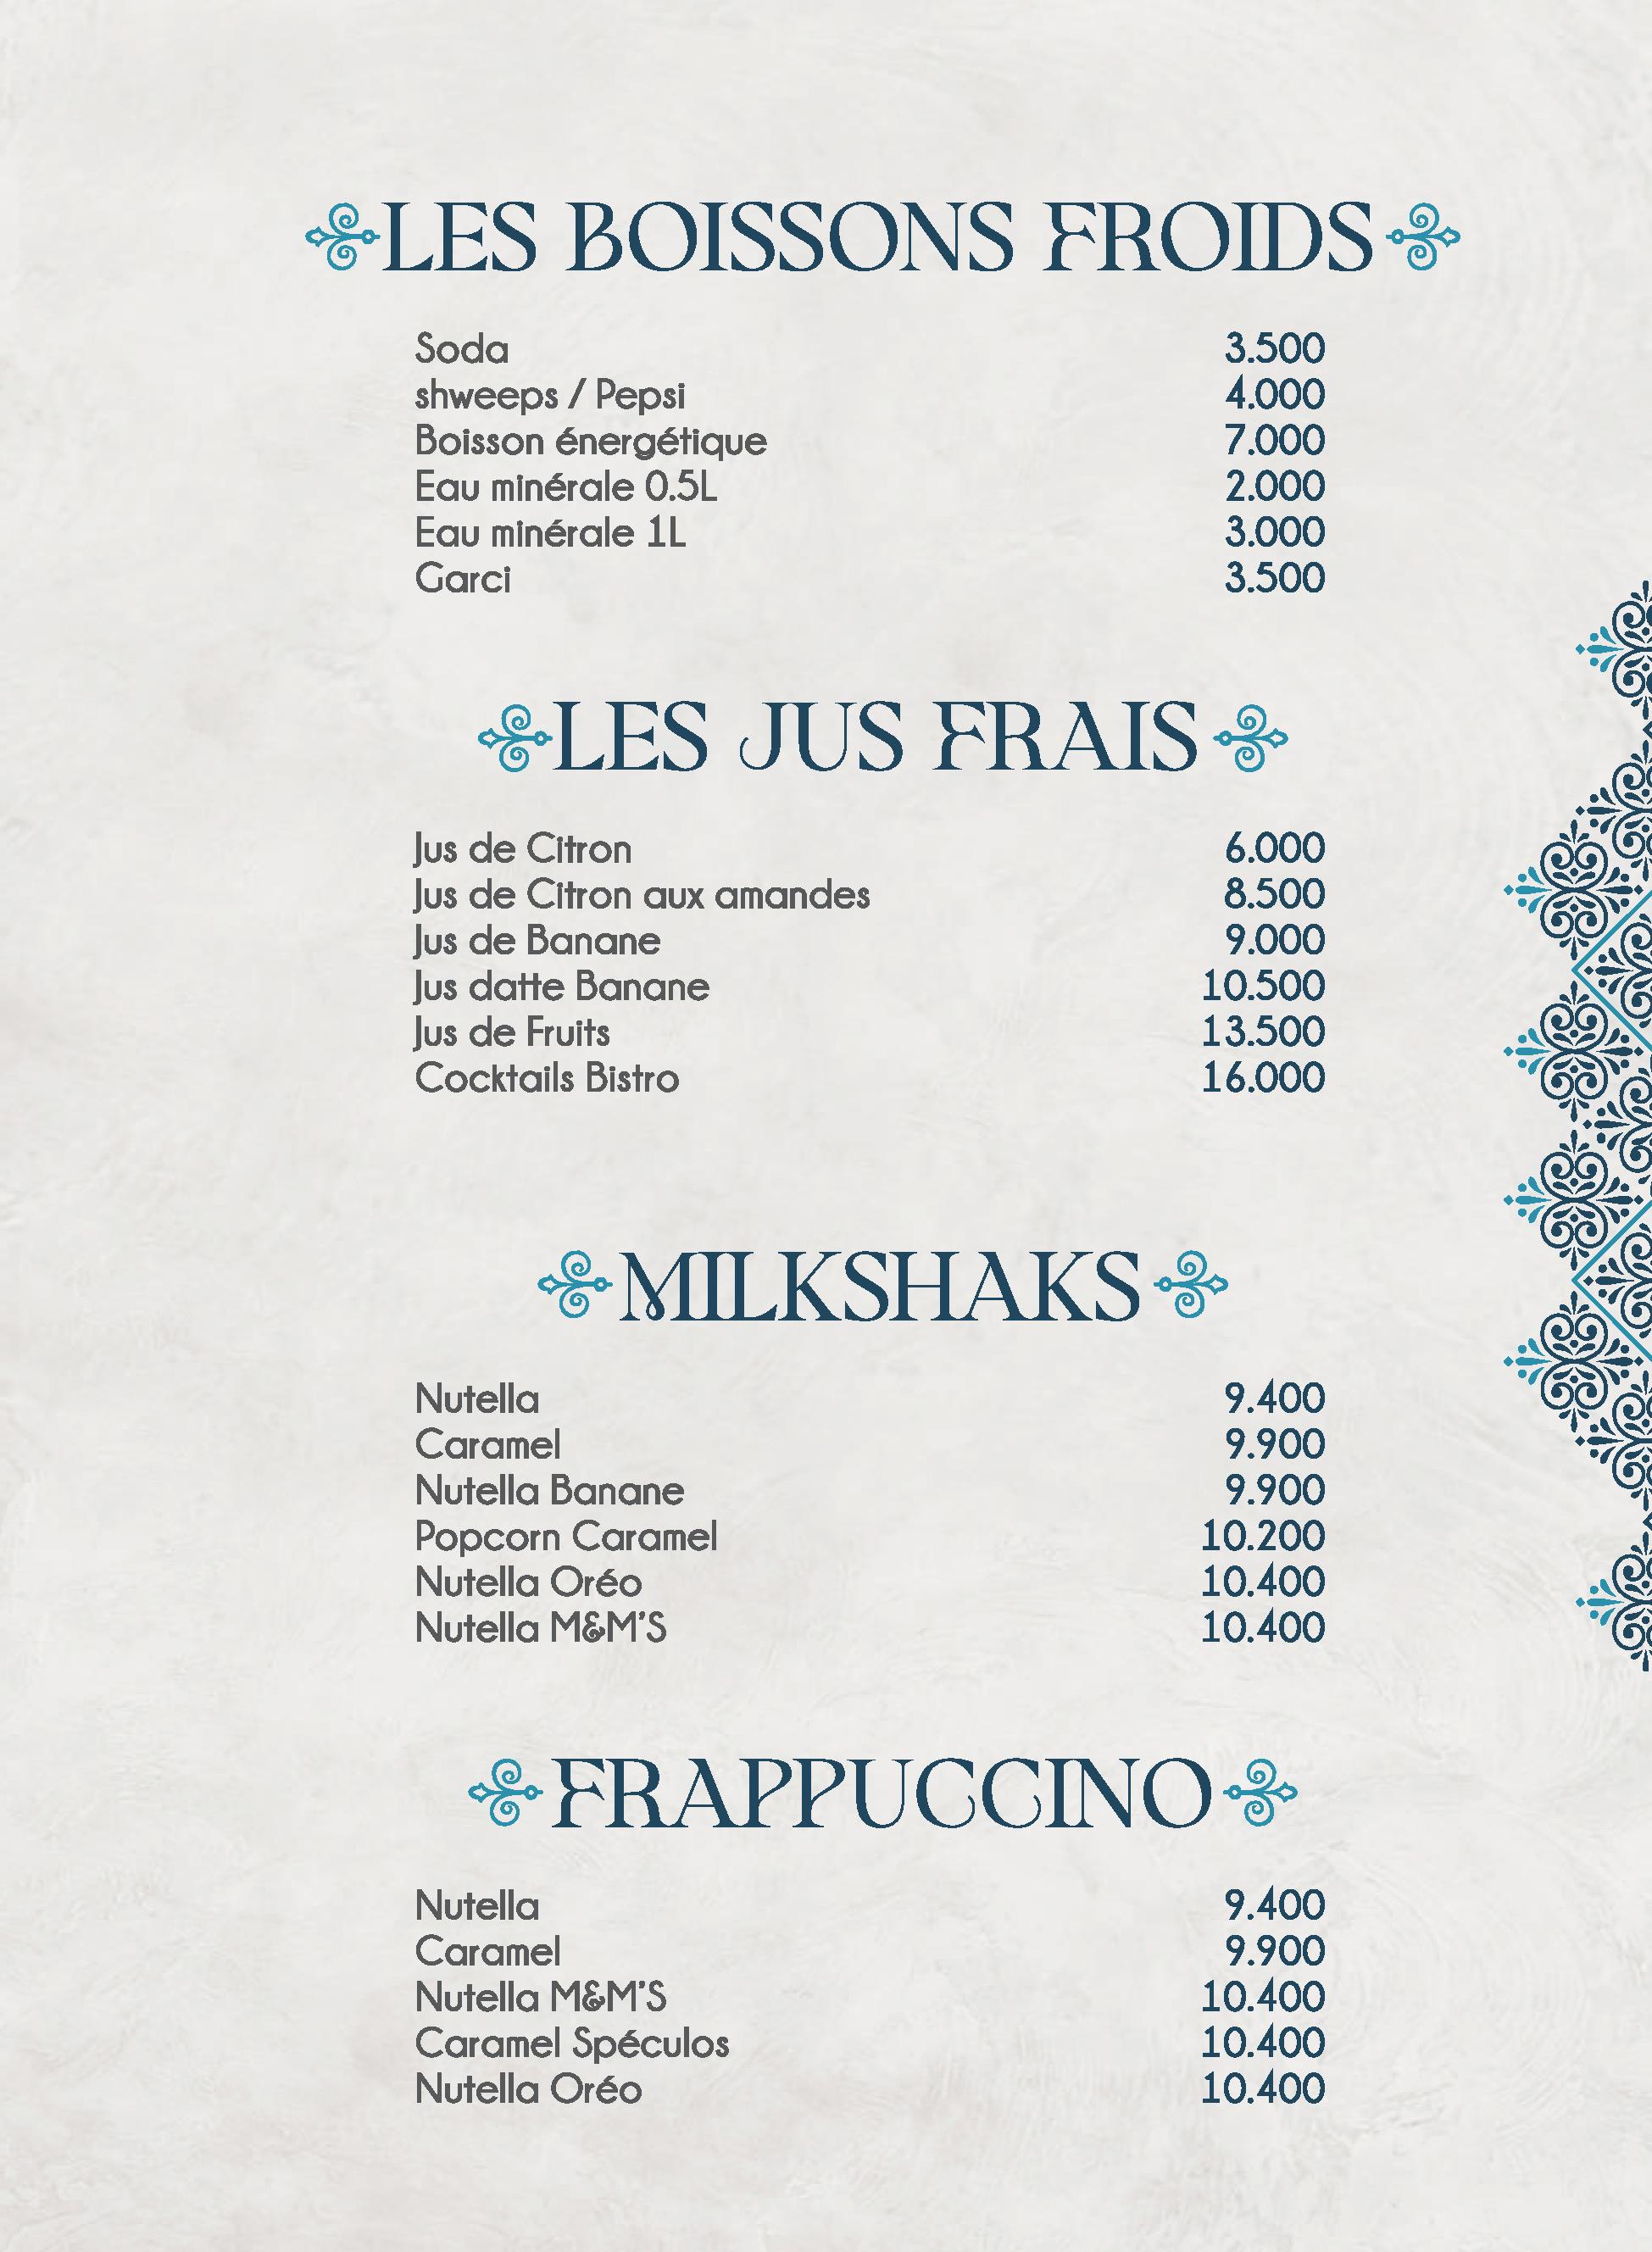 LES BOISSONS FROIDS
Soda 3.500
shweeps / Pepsi 4.000
Boisson énergétique 7.000
Eau minérale 0.5L 2.000
Eau minérale 1L 3.000
Garci 3.500
LES JUS FRAIS
Jus de Citron 6.000
Jus de Citron aux amandes 8.500
Jus de Banane 9.000
Jus datte Banane 10.500
Jus de Fruits 13.500
Cocktails Bistro 16.000
MILKSHAKS
Nutella 9.400
Caramel 9.900
Nutella Banane 9.900
Popcorn Caramel 10.200
Nutella Oréo 10.400
Nutella M&M'S 10.400
FRAPPUCCINO
Nutella 9.400
Caramel 9.900
Nutella M&M'S 10.400
Caramel Spéculos 10.400
Nutella Oréo 10.400